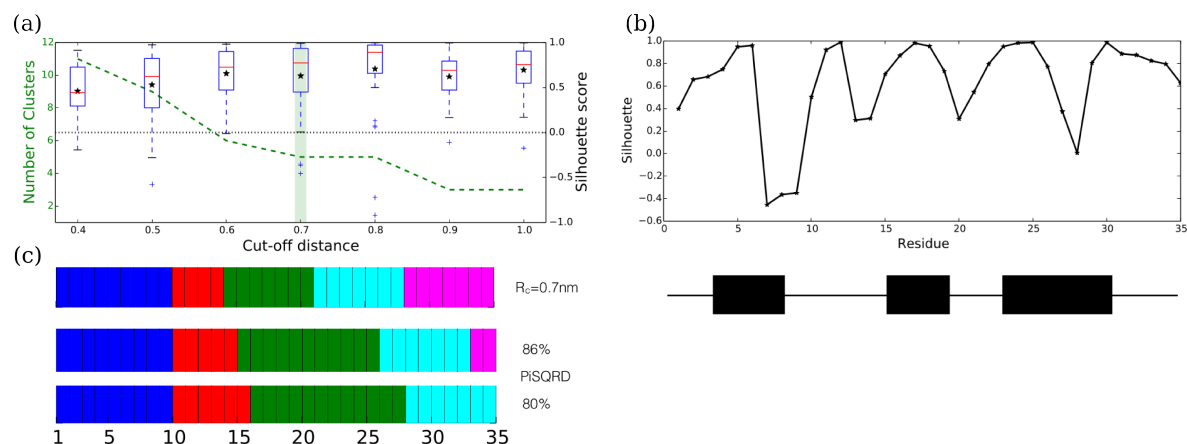 (a)
12
10
8
6
4
2
Number of Clusters
1.0
0.5
0.0
−0.5
−1.0
Silhouette score
0.4 0.5 0.6 0.7 0.8 0.9 1.0
Cut-off distance
(b)
1.0
0.8
0.6
0.4
0.2
0.0
−0.2
−0.4
−0.6
Silhouette
0 5 10 15 20 25 30 35
Residue
(c)
Rc=0.7nm
86%
PiSQRD
80%
1 5 10 15 20 25 30 35